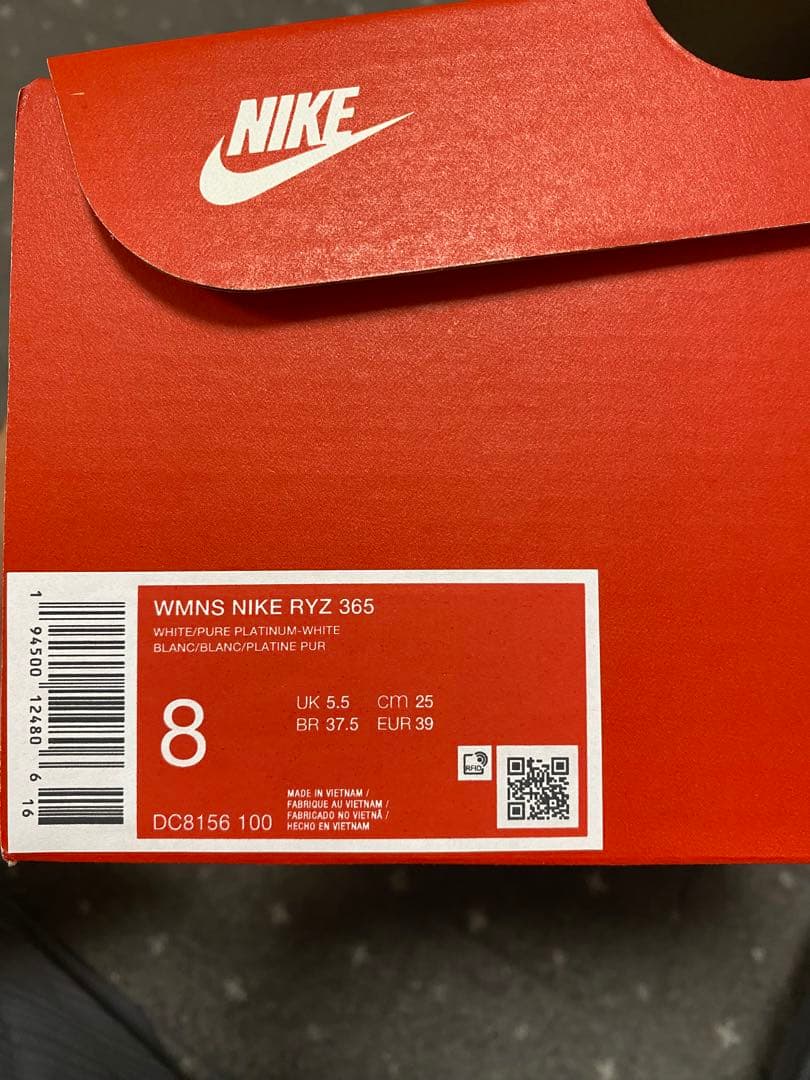 NIKE
WMNS NIKE RYZ 365
WHITE/PURE PLATINUM-WHITE
BLANC/BLANC/PLATINE PUR
8
UK 5.5 cm 25
BR 37.5 EUR 39
RFID
DC8156 100
MADE IN VIETNAM /
FABRIQUE AU VIETNAM /
FABRICADO NO VIETNÃ /
HECHO EN VIETNAM
1 94500 12480 6 16